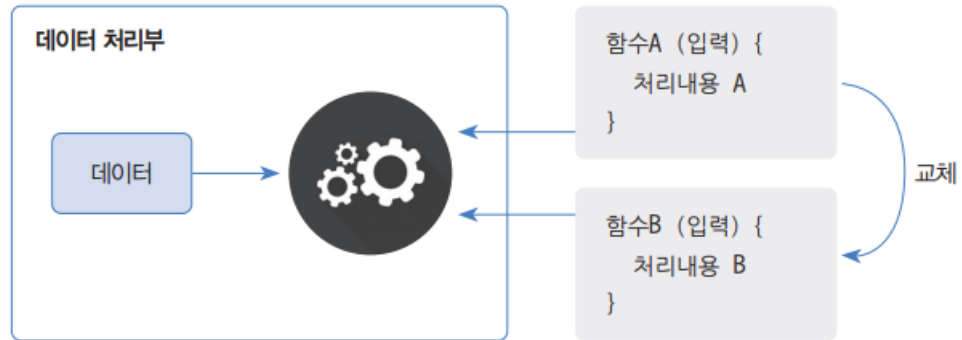 데이터 처리부
데이터
함수A (입력) {
처리내용 A
}
함수B (입력) {
처리내용 B
}
교체